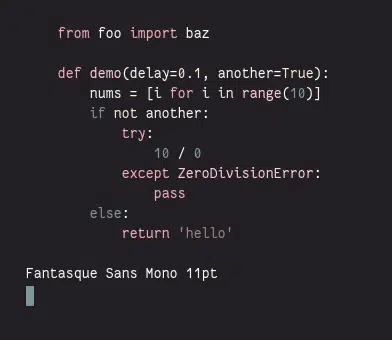 from foo import baz

def demo(delay=0.1, another=True):
    nums = [i for i in range(10)]
    if not another:
        try:
            10 / 0
        except ZeroDivisionError:
            pass
    else:
        return 'hello'

Fantasque Sans Mono 11pt